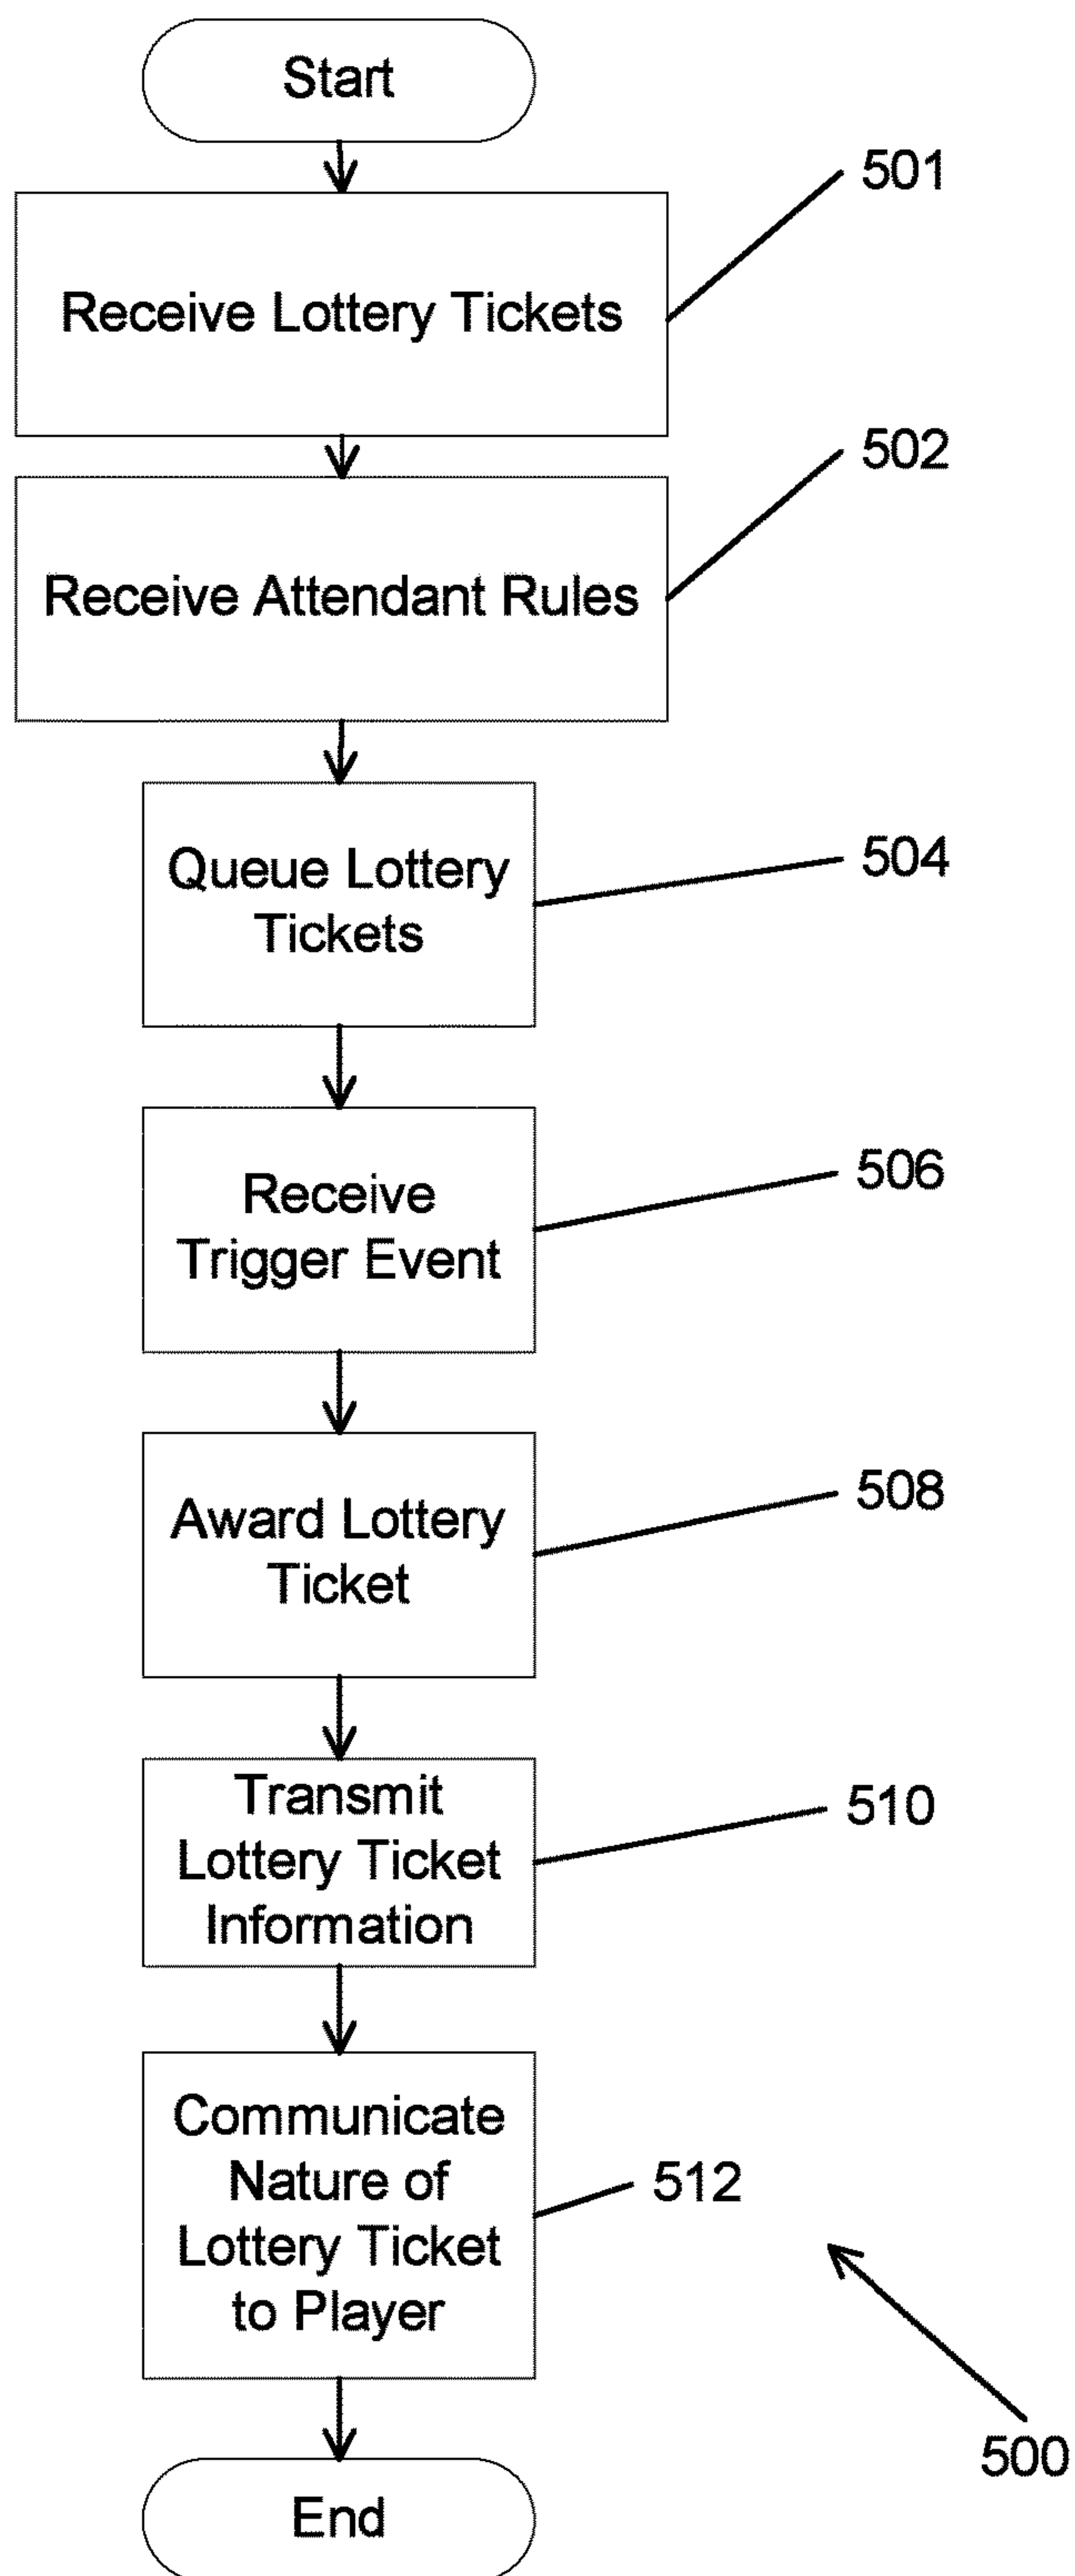 Start
501
Receive Lottery Tickets
502
Receive Attendant Rules
504
Queue Lottery
Tickets
506
Receive
Trigger Event
508
Award Lottery
Ticket
510
Transmit
Lottery Ticket
Information
512
Communicate
Nature of
Lottery Ticket
to Player
500
End